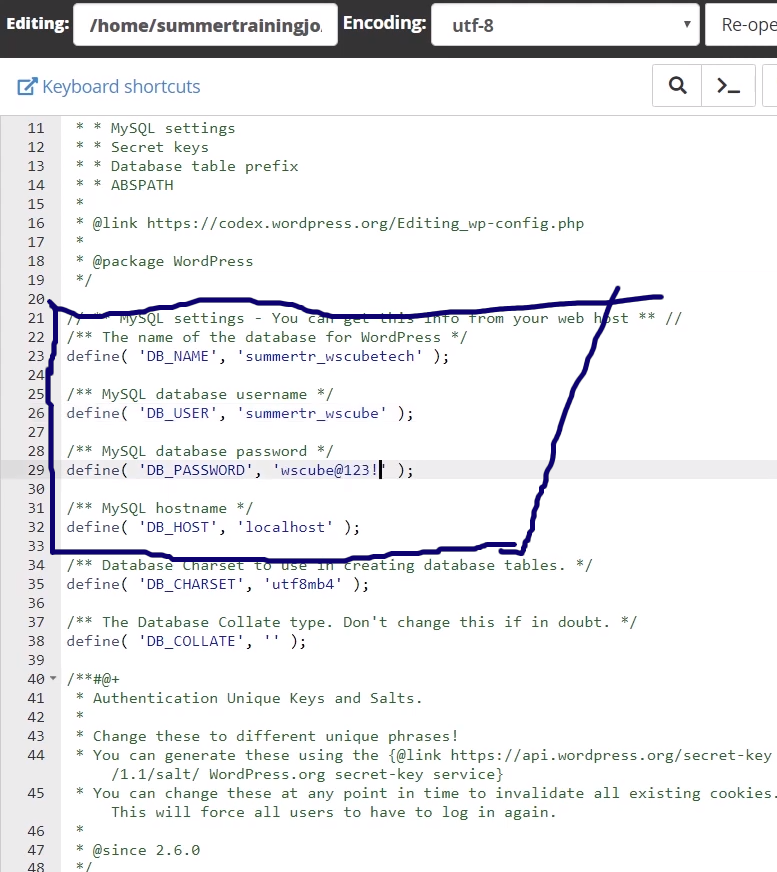 Editing: /home/summertrainingjo Encoding: utf-8 Re-ope
Keyboard shortcuts
11 * * MySQL settings
12 * * Secret keys
13 * * Database table prefix
14 * * ABSPATH
15 *
16 * @link https://codex.wordpress.org/Editing_wp-config.php
17 *
18 * @package WordPress
19 */
20
21 // ** MySQL settings - You can get this info from your web host ** //
22 /** The name of the database for WordPress */
23 define( 'DB_NAME', 'summertr_wscubetech' );
24
25 /** MySQL database username */
26 define( 'DB_USER', 'summertr_wscube' );
27
28 /** MySQL database password */
29 define( 'DB_PASSWORD', 'wscube@123!' );
30
31 /** MySQL hostname */
32 define( 'DB_HOST', 'localhost' );
33
34 /** Database Charset to use in creating database tables. */
35 define( 'DB_CHARSET', 'utf8mb4' );
36
37 /** The Database Collate type. Don't change this if in doubt. */
38 define( 'DB_COLLATE', '' );
39
40 /**#@+
41 * Authentication Unique Keys and Salts.
42 *
43 * Change these to different unique phrases!
44 * You can generate these using the {@link https://api.wordpress.org/secret-key
/1.1/salt/ WordPress.org secret-key service}
45 * You can change these at any point in time to invalidate all existing cookies.
This will force all users to have to log in again.
46 *
47 * @since 2.6.0
48 */